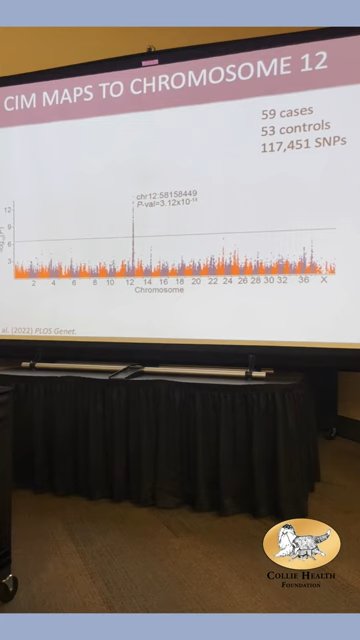 CIM MAPS TO CHROMOSOME 12
59 cases
53 controls
117,451 SNPs
chr12:58158449
P-val=3.12x10
12
9
6
3
2 4 6 8 10 12 14 16 18 20 22 24 26 28 30 32 36 X
Chromosome
al. (2022) PLOS Genet.
COLLIE HEALTH
FOUNDATION